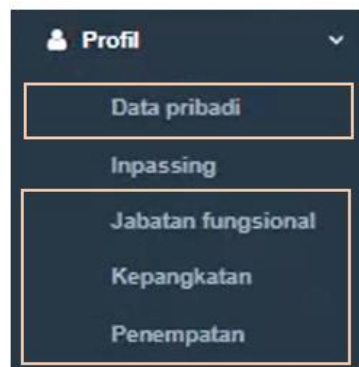 Profil
Data pribadi
Inpassing
Jabatan fungsional
Kepangkatan
Penempatan